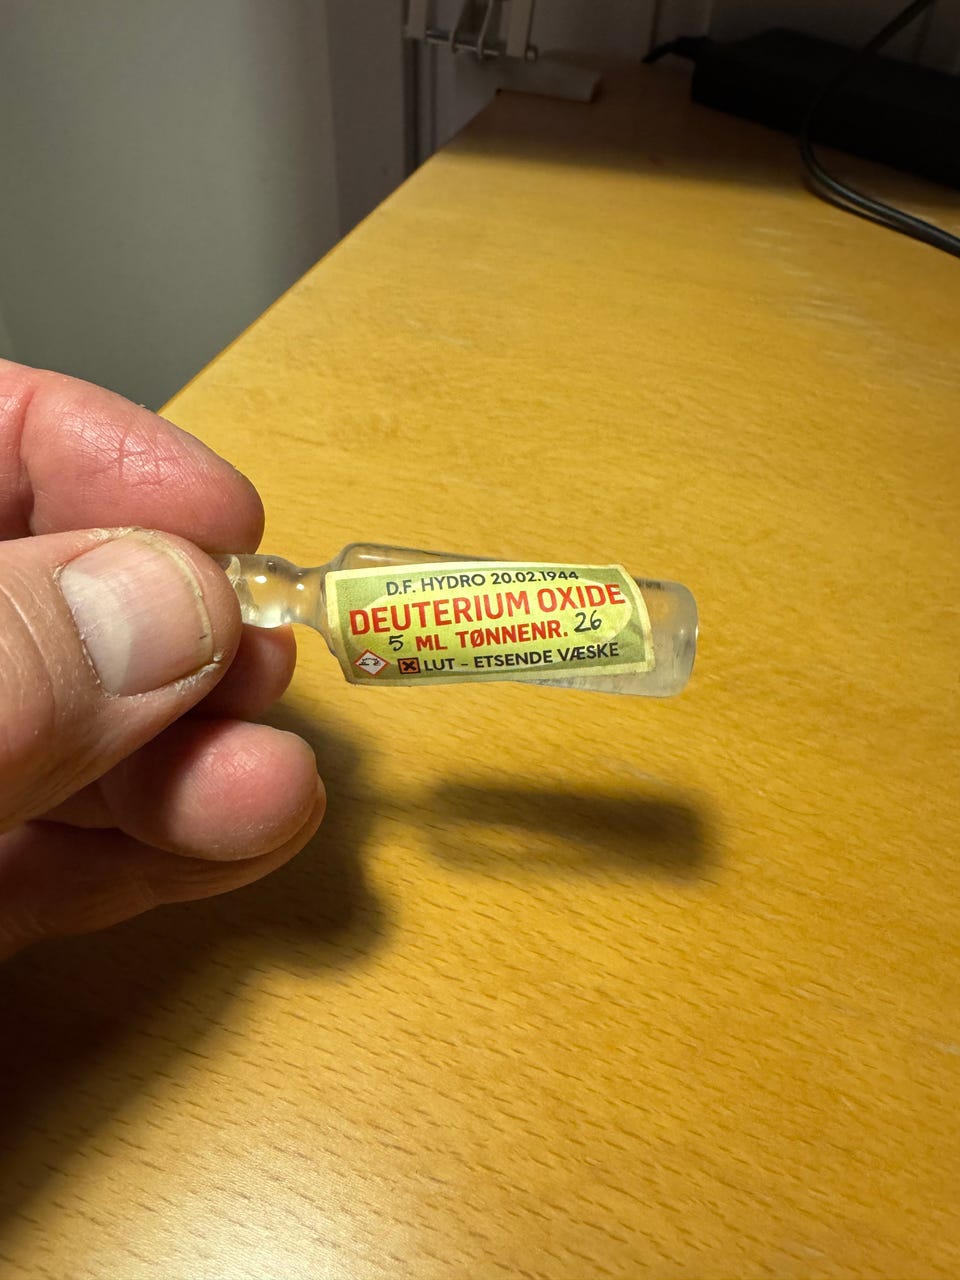 D.F. HYDRO 20.02.1944
DEUTERIUM OXIDE
5 ML TØNNENR. 26
LUT - ETSENDE VÆSKE